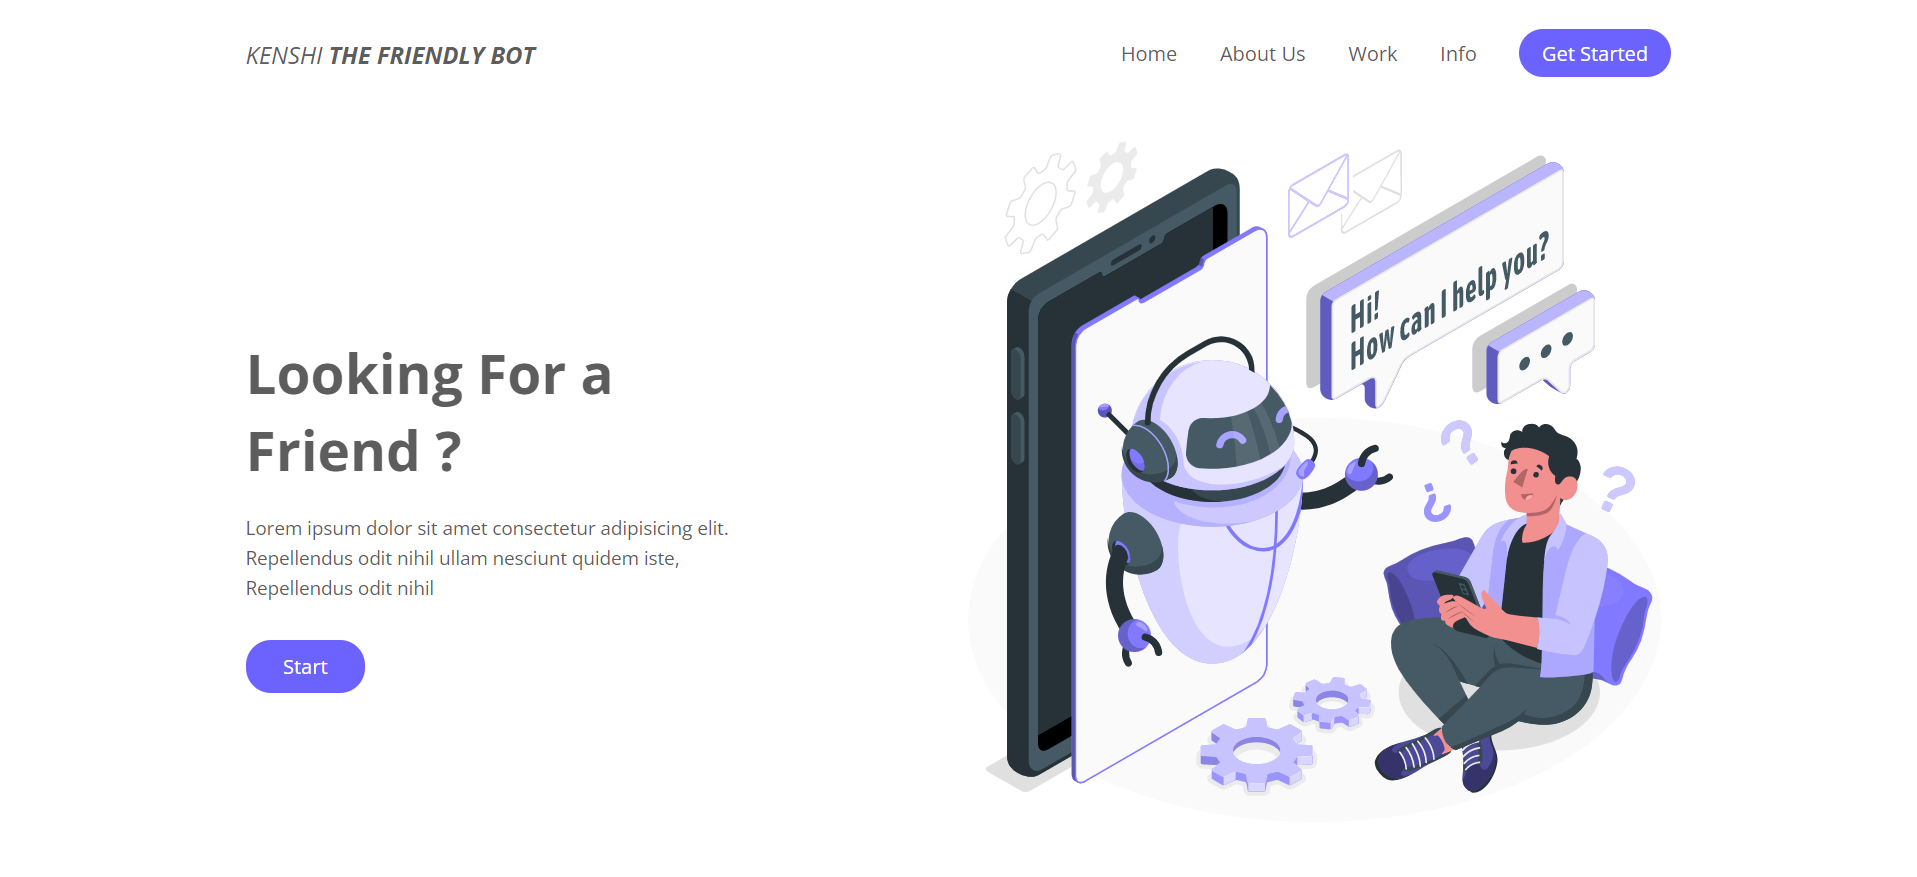 KENSHI THE FRIENDLY BOT
Home About Us Work Info Get Started
Hi!
How can I help you?
Looking For a
Friend ?
Lorem ipsum dolor sit amet consectetur adipisicing elit.
Repellendus odit nihil ullam nesciunt quidem iste,
Repellendus odit nihil
Start